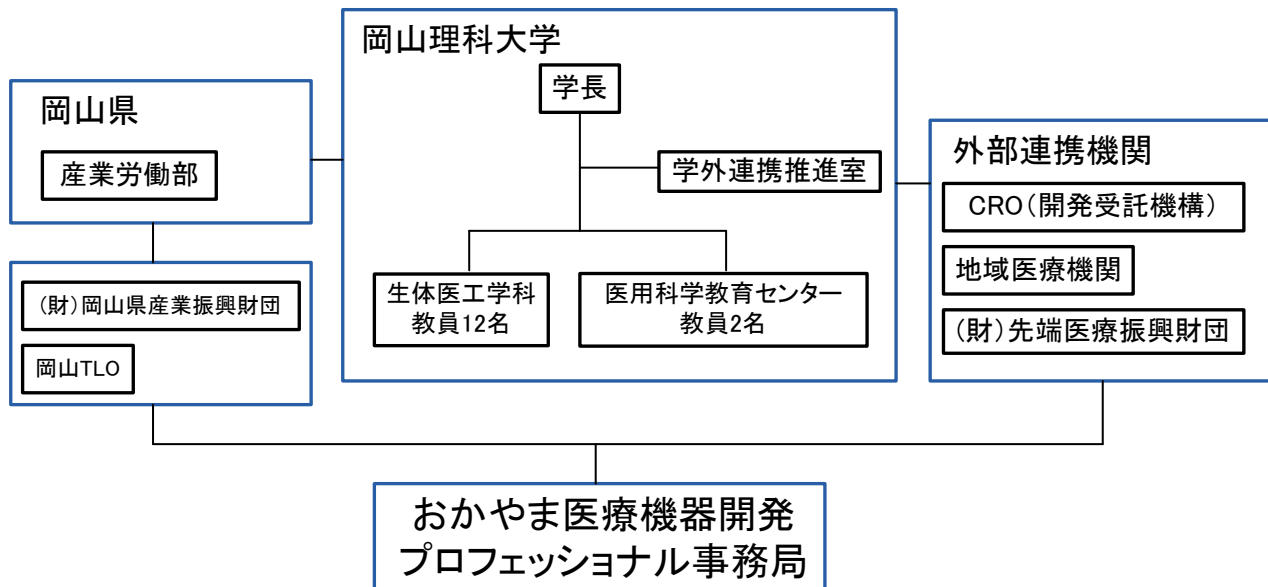 岡山県
産業労働部
(財)岡山県産業振興財団
岡山TLO
岡山理科大学
学長
学外連携推進室
生体医工学科
教員12名
医用科学教育センター
教員2名
外部連携機関
CRO(開発受託機構)
地域医療機関
(財)先端医療振興財団
おかやま医療機器開発
プロフェッショナル事務局